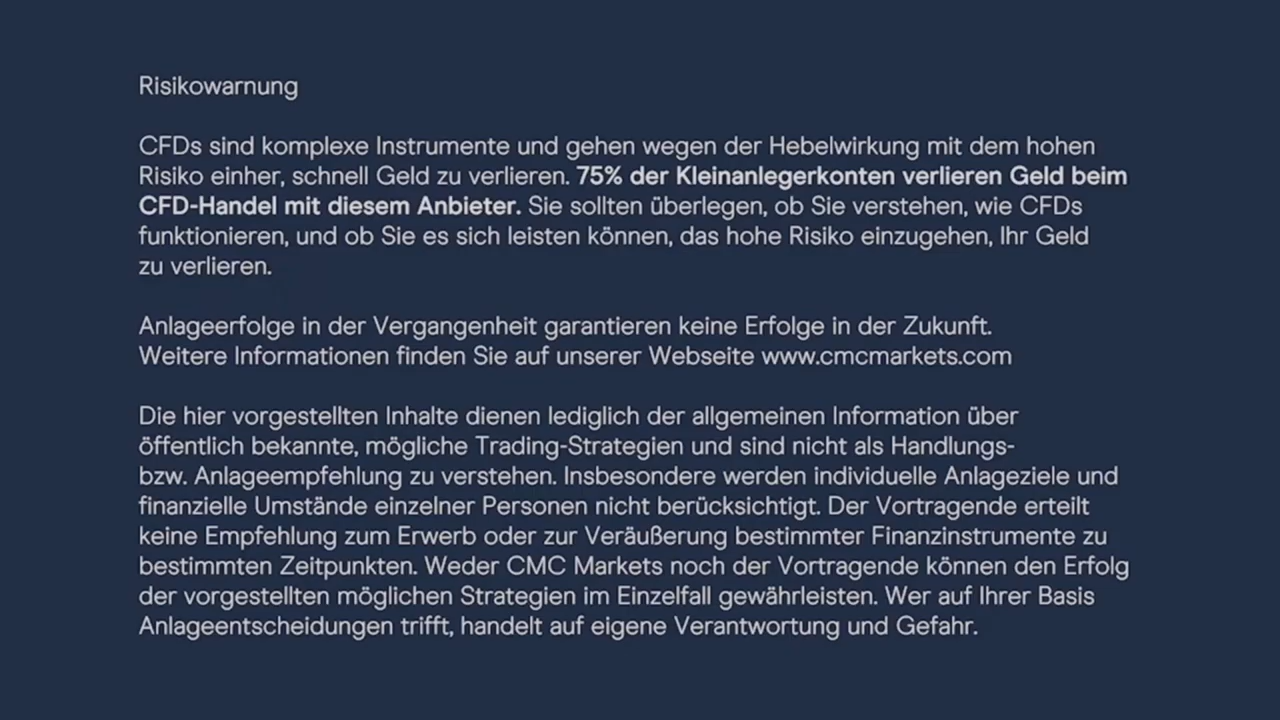 Risikowarnung
CFDs sind komplexe Instrumente und gehen wegen der Hebelwirkung mit dem hohen
Risiko einher, schnell Geld zu verlieren. 75% der Kleinanlegerkonten verlieren Geld beim
CFD-Handel mit diesem Anbieter. Sie sollten überlegen, ob Sie verstehen, wie CFDs
funktionieren, und ob Sie es sich leisten können, das hohe Risiko einzugehen, Ihr Geld
zu verlieren.
Anlageerfolge in der Vergangenheit garantieren keine Erfolge in der Zukunft.
Weitere Informationen finden Sie auf unserer Webseite www.cmcmarkets.com
Die hier vorgestellten Inhalte dienen lediglich der allgemeinen Information über
öffentlich bekannte, mögliche Trading-Strategien und sind nicht als Handlungs-
bzw. Anlageempfehlung zu verstehen. Insbesondere werden individuelle Anlageziele und
finanzielle Umstände einzelner Personen nicht berücksichtigt. Der Vortragende erteilt
keine Empfehlung zum Erwerb oder zur Veräußerung bestimmter Finanzinstrumente zu
bestimmten Zeitpunkten. Weder CMC Markets noch der Vortragende können den Erfolg
der vorgestellten möglichen Strategien im Einzelfall gewährleisten. Wer auf Ihrer Basis
Anlageentscheidungen trifft, handelt auf eigene Verantwortung und Gefahr.